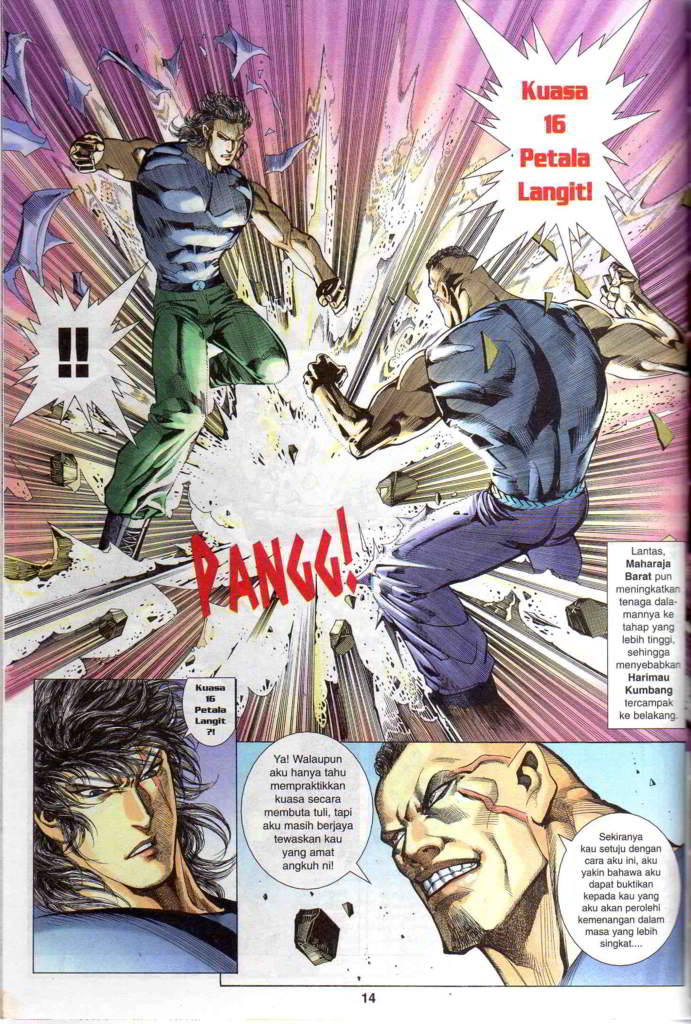 Kuasa
16
Petala
Langit!
!!
PANGG!
Lantas,
Maharaja
Barat pun
meningkatkan
tenaga dala-
mannya ke
tahap yang
lebih tinggi,
sehingga
menyebabkan
Harimau
Kumbang
tercampak
ke belakang.
Kuasa
16
Petala
Langit
?!
Ya! Walaupun
aku hanya tahu
mempraktikkan
kuasa secara
membuta tuli, tapi
aku masih berjaya
tewaskan kau
yang amat
angkuh ni!
Sekiranya
kau setuju dengan
cara aku ini, aku
yakin bahawa aku
dapat buktikan
kepada kau yang
aku akan perolehi
kemenangan dalam
masa yang lebih
singkat....
14